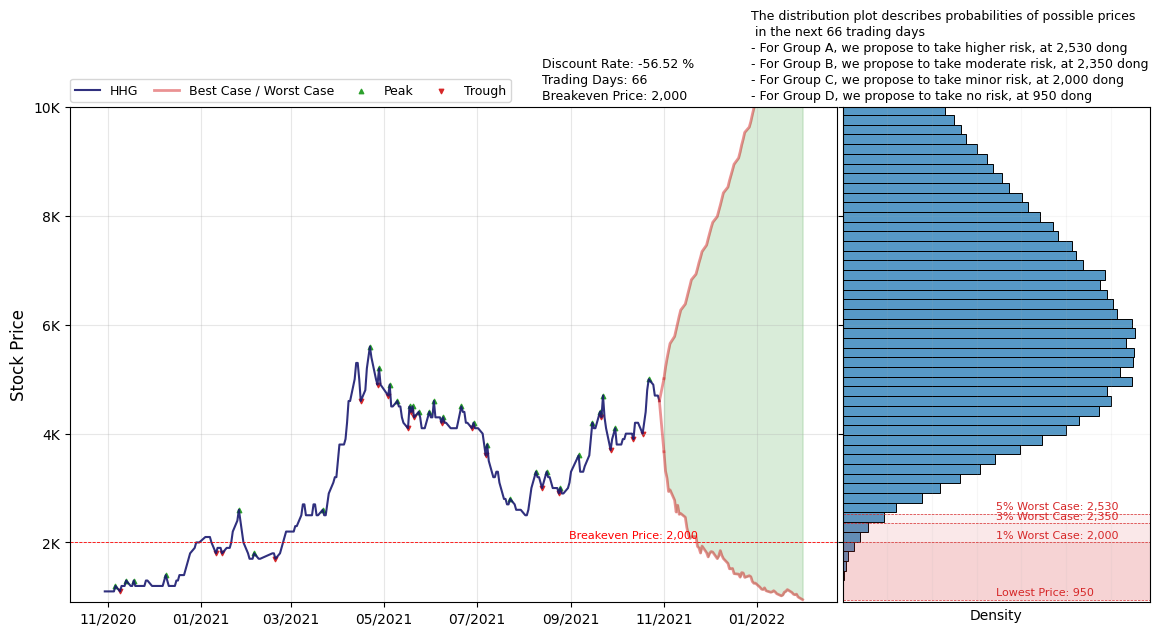 The distribution plot describes probabilities of possible prices
in the next 66 trading days
- For Group A, we propose to take higher risk, at 2,530 dong
- For Group B, we propose to take moderate risk, at 2,350 dong
- For Group C, we propose to take minor risk, at 2,000 dong
- For Group D, we propose to take no risk, at 950 dong
Discount Rate: -56.52 %
Trading Days: 66
Breakeven Price: 2,000
HHG Best Case / Worst Case Peak Trough
10K
8K
6K
4K
2K
Stock Price
Breakeven Price: 2,000
11/2020 01/2021 03/2021 05/2021 07/2021 09/2021 11/2021 01/2022
5% Worst Case: 2,530
3% Worst Case: 2,350
1% Worst Case: 2,000
Lowest Price: 950
Density